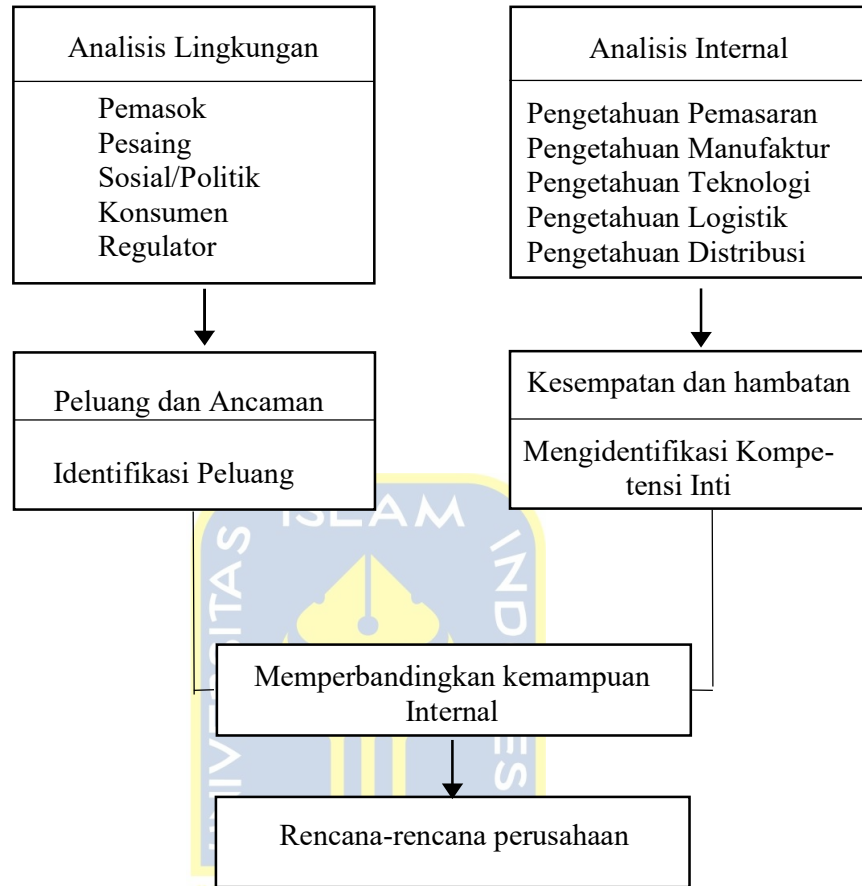 Analisis Lingkungan
Pemasok
Pesaing
Sosial/Politik
Konsumen
Regulator
Analisis Internal
Pengetahuan Pemasaran
Pengetahuan Manufaktur
Pengetahuan Teknologi
Pengetahuan Logistik
Pengetahuan Distribusi
Peluang dan Ancaman
Identifikasi Peluang
Kesempatan dan hambatan
Mengidentifikasi Kompe-
tensi Inti
Memperbandingkan kemampuan
Internal
Rencana-rencana perusahaan
UNIVERSITAS
ISLAM